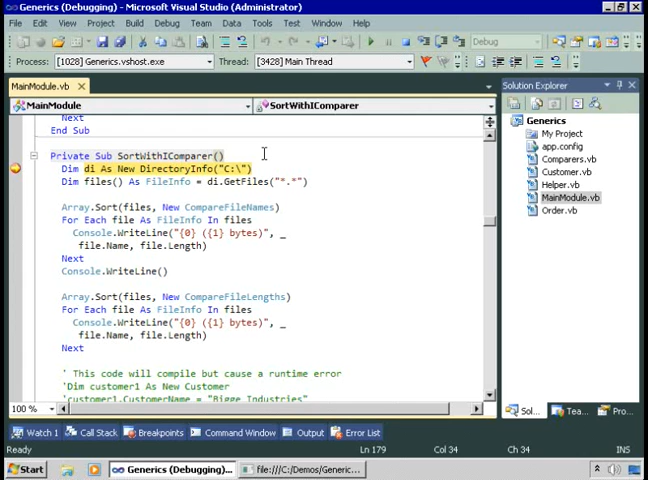 Generics (Debugging) - Microsoft Visual Studio (Administrator)
File Edit View Project Build Debug Team Data Tools Test Window Help
Debug
Process: [1028] Generics.vshost.exe Thread: [3428] Main Thread
MainModule.vb
MainModule SortWithIComparer
Next
End Sub
Private Sub SortWithIComparer()
Dim di As New DirectoryInfo("C:\")
Dim files() As FileInfo = di.GetFiles("*.*")
Array.Sort(files, New CompareFileNames)
For Each file As FileInfo In files
Console.WriteLine("{0} ({1} bytes)", _
file.Name, file.Length)
Next
Console.WriteLine()
Array.Sort(files, New CompareFileLengths)
For Each file As FileInfo In files
Console.WriteLine("{0} ({1} bytes)", _
file.Name, file.Length)
Next
' This code will compile but cause a runtime error
'Dim customer1 As New Customer
'customer1.CustomerName = "Bigge Industries"
100 %
Solution Explorer
Generics
My Project
app.config
Comparers.vb
Customer.vb
Helper.vb
MainModule.vb
Order.vb
Sol... Tea... Pro...
Watch 1 Call Stack Breakpoints Command Window Output Error List
Ready Ln 179 Col 34 Ch 34 INS
Start Generics (Debugging)... file:///C:/Demos/Generic...